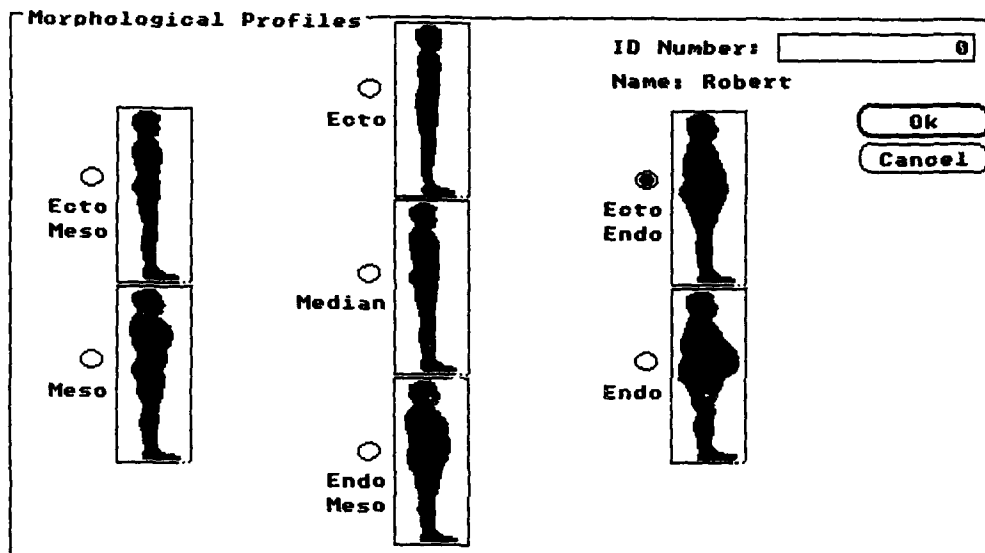 Morphological Profiles
ID Number: 0
Name: Robert
Ecto
Ok
Cancel
Ecto
Meso
Ecto
Endo
Median
Meso
Endo
Endo
Meso